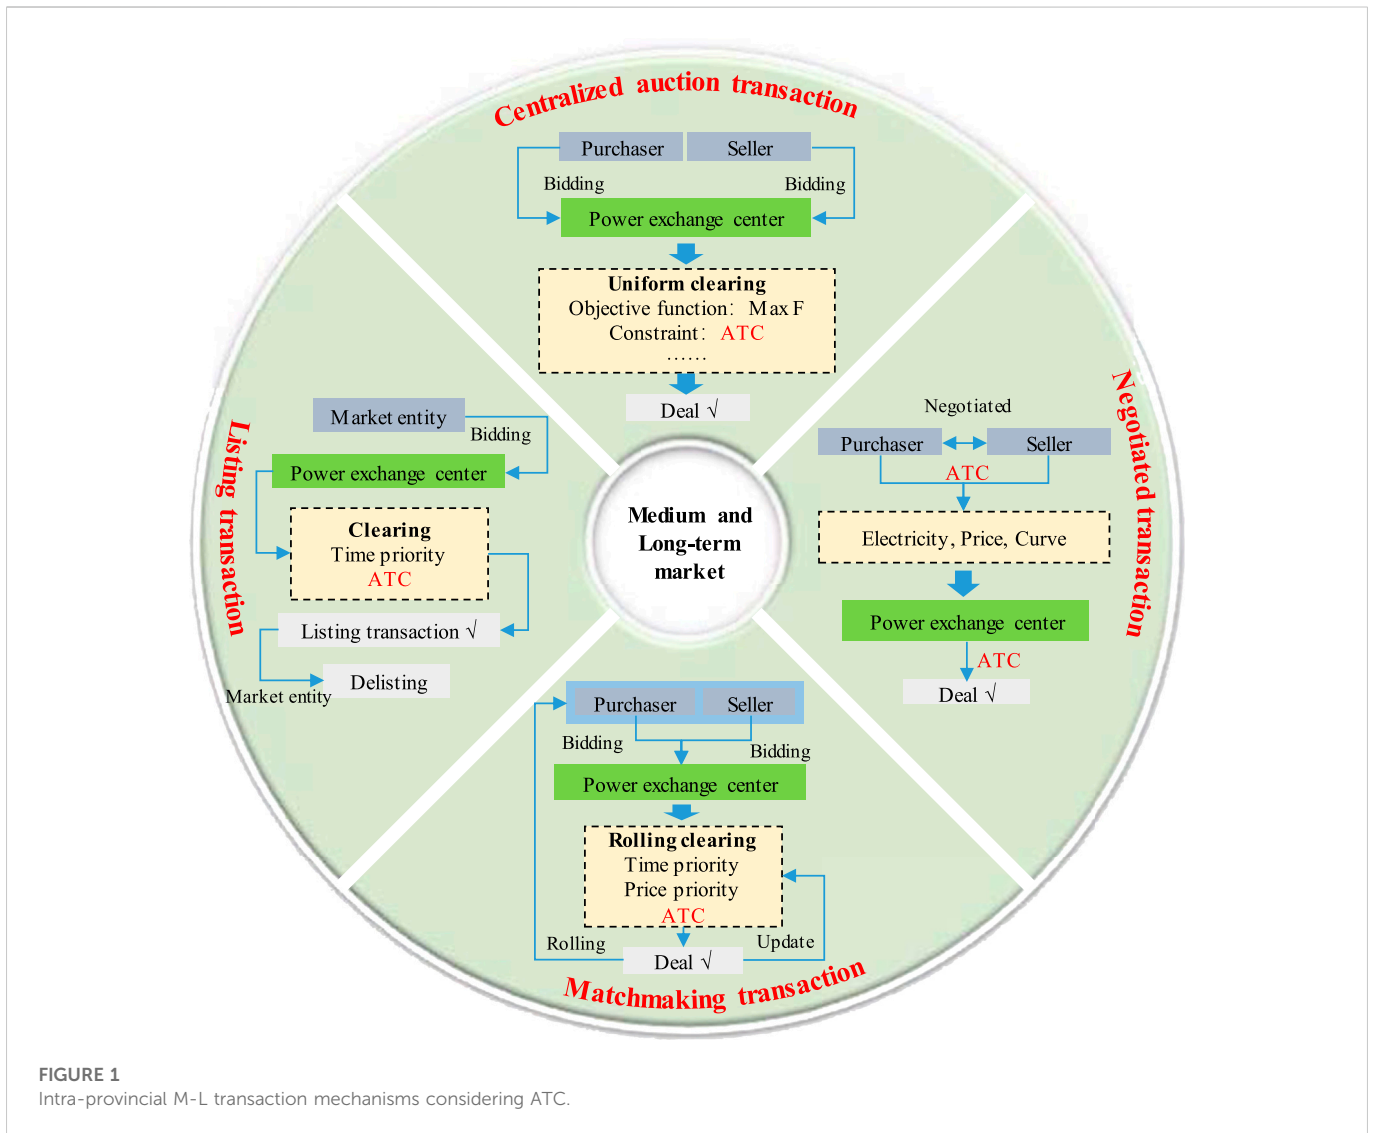 Centralized auction transaction
Purchaser
Seller
Bidding
Bidding
Power exchange center
Uniform clearing
Objective function: Max F
Constraint: ATC
······
Deal √
Listing transaction
Market entity
Bidding
Power exchange center
Clearing
Time priority
ATC
Listing transaction √
Market entity
Delisting
Medium and
Long-term
market
Negotiated transaction
Negotiated
Purchaser
Seller
ATC
Electricity, Price, Curve
Power exchange center
ATC
Deal √
Purchaser
Seller
Bidding
Bidding
Power exchange center
Rolling clearing
Time priority
Price priority
ATC
Rolling
Update
Deal √
Matchmaking transaction
FIGURE 1
Intra-provincial M-L transaction mechanisms considering ATC.